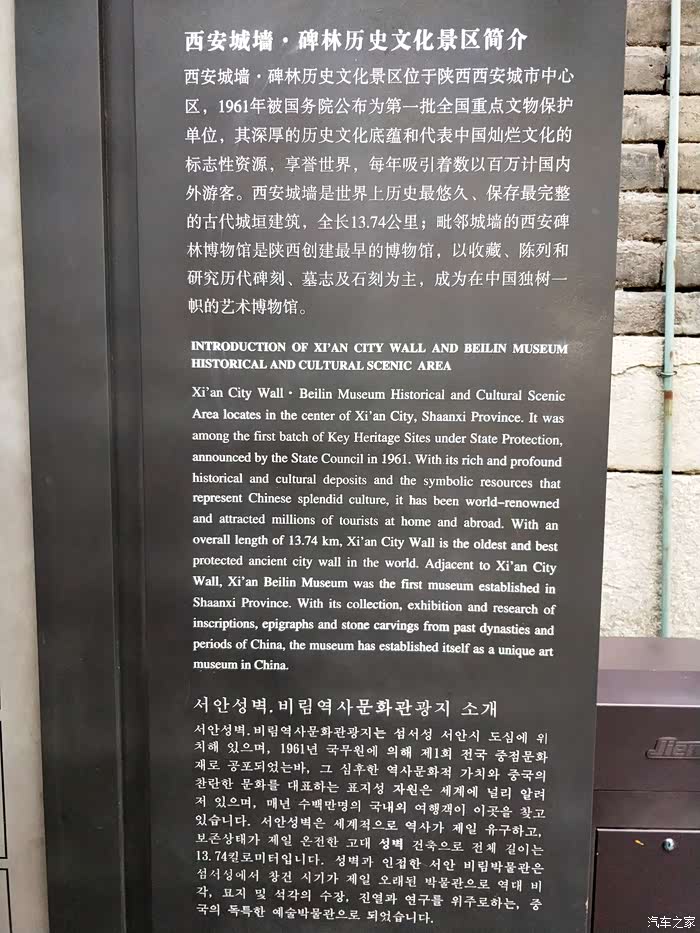 西安城墙·碑林历史文化景区简介
西安城墙·碑林历史文化景区位于陕西西安城市中心
区，1961年被国务院公布为第一批全国重点文物保护
单位，其深厚的历史文化底蕴和代表中国灿烂文化的
标志性资源，享誉世界，每年吸引着数以百万计国内
外游客。西安城墙是世界上历史最悠久、保存最完整
的古代城垣建筑，全长13.74公里；毗邻城墙的西安碑
林博物馆是陕西创建最早的博物馆，以收藏、陈列和
研究历代碑刻、墓志及石刻为主，成为在中国独树一
帜的艺术博物馆。
INTRODUCTION OF XI'AN CITY WALL AND BEILIN MUSEUM
HISTORICAL AND CULTURAL SCENIC AREA
Xi'an City Wall · Beilin Museum Historical and Cultural Scenic
Area locates in the center of Xi'an City, Shaanxi Province. It was
among the first batch of Key Heritage Sites under State Protection,
announced by the State Council in 1961. With its rich and profound
historical and cultural deposits and the symbolic resources that
represent Chinese splendid culture, it has been world-renowned
and attracted millions of tourists at home and abroad. With an
overall length of 13.74 km, Xi'an City Wall is the oldest and best
protected ancient city wall in the world. Adjacent to Xi'an City
Wall, Xi'an Beilin Museum was the first museum established in
Shaanxi Province. With its collection, exhibition and research of
inscriptions, epigraphs and stone carvings from past dynasties and
periods of China, the museum has established itself as a unique art
museum in China.
서안성벽.비림역사문화관광지 소개
서안성벽.비림역사문화관광지는 섬서성 서안시 도심에 위
치해 있으며, 1961년 국무원에 의해 제1회 전국 중점문화
재로 공포되었는바, 그 심후한 역사문화적 가치와 중국의
찬란한 문화를 대표하는 표지성 자원은 세계에 널리 알려
져 있으며, 매년 수백만명의 국내외 여행객이 이곳을 찾고
있습니다. 서안성벽은 세계적으로 역사가 제일 유구하고,
보존상태가 제일 온전한 고대 성벽 건축으로 전체 길이는
13.74킬로미터입니다. 성벽과 인접한 서안 비림박물관은
섬서성에서 창건 시기가 제일 오래된 박물관으로 역대 비
각, 묘지 및 석각의 수장, 진열과 연구를 위주로하는, 중
국의 독특한 예술박물관으로 되었습니다.
汽车之家